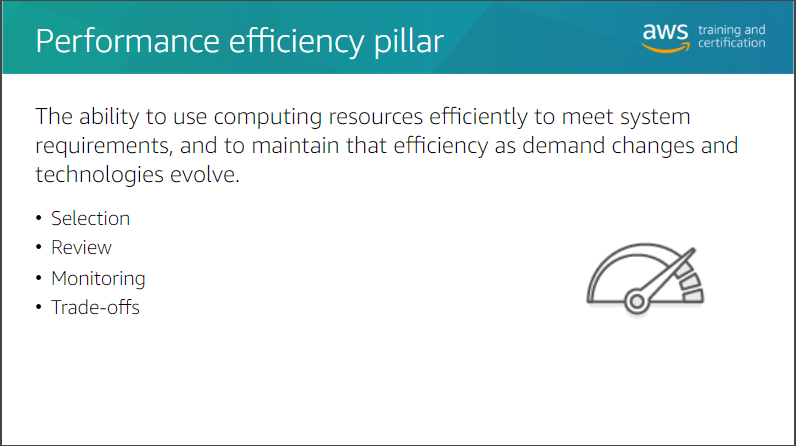 Performance efficiency pillar
aws training and
certification
The ability to use computing resources efficiently to meet system
requirements, and to maintain that efficiency as demand changes and
technologies evolve.
• Selection
• Review
• Monitoring
• Trade-offs